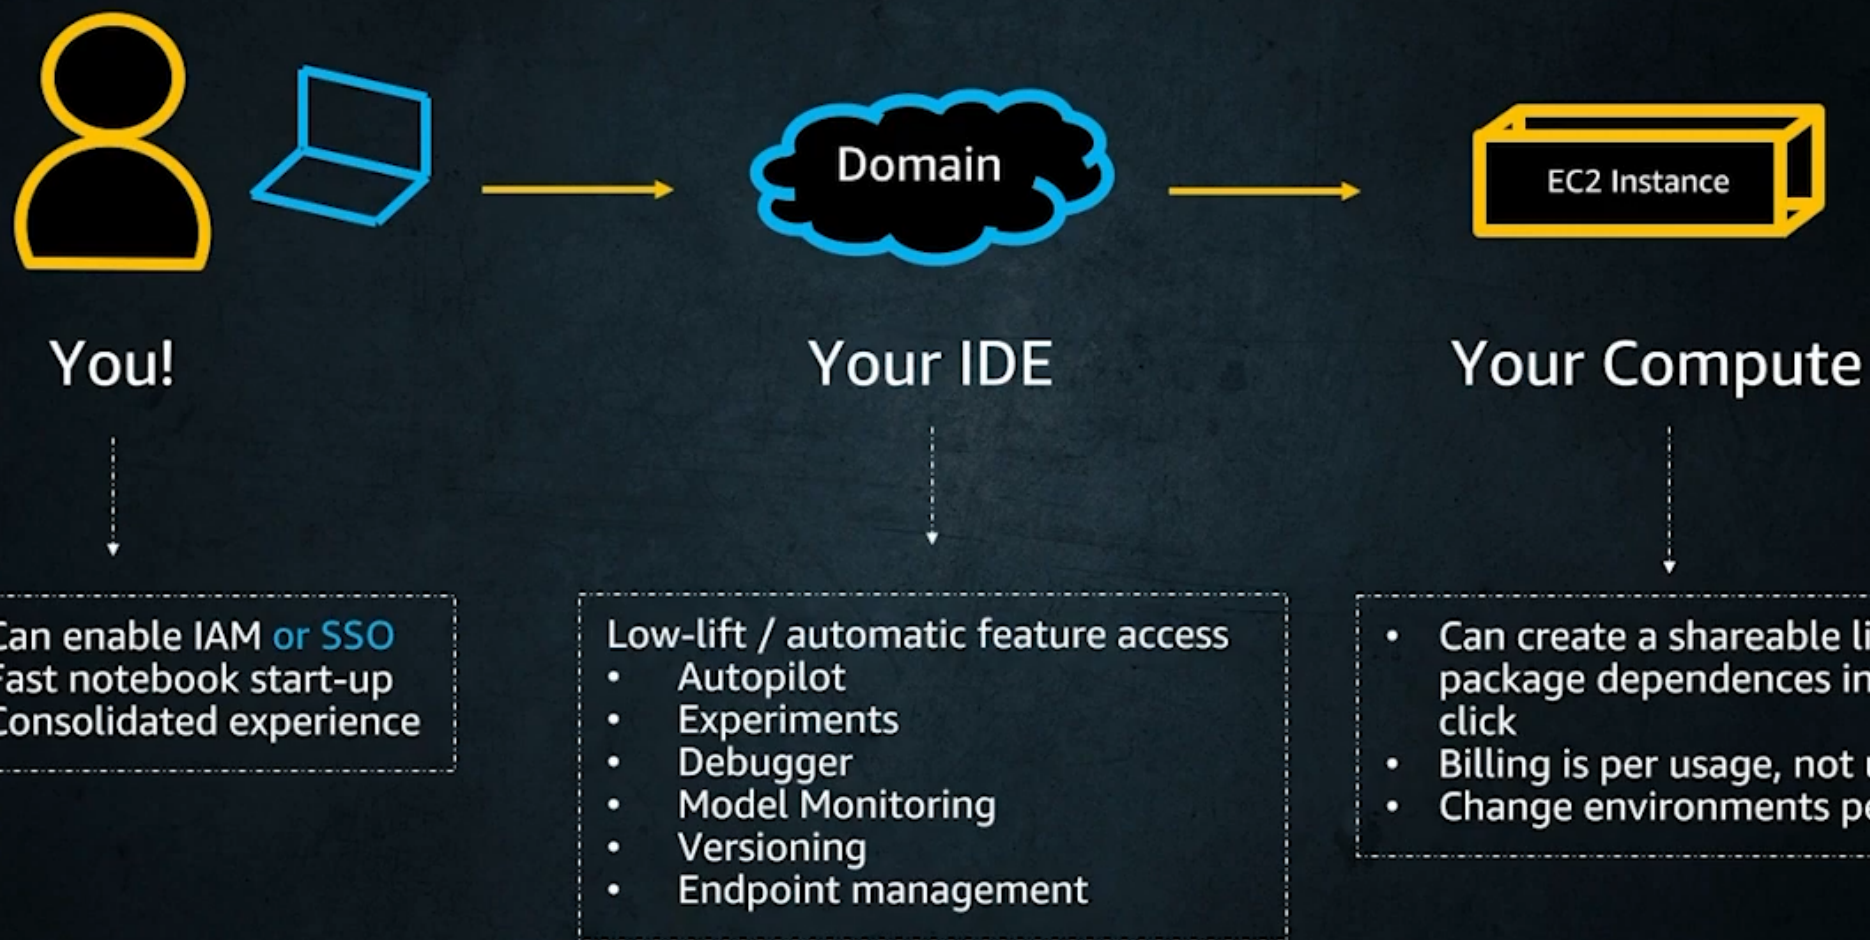 Domain
EC2 Instance
You!
Your IDE
Your Compute
Can enable IAM or SSO
Fast notebook start-up
Consolidated experience
Low-lift / automatic feature access
• Autopilot
• Experiments
• Debugger
• Model Monitoring
• Versioning
• Endpoint management
• Can create a shareable
package dependences in
click
• Billing is per usage, not
• Change environments